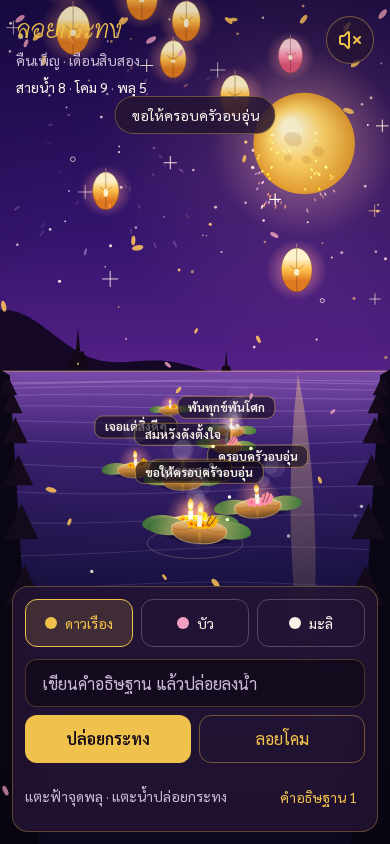 ลอยกระทง
คืนเพ็ญ · เดือนสิบสอง
สายน้ำ 8 · โคม 9 · พลุ 5
ขอให้ครอบครัวอบอุ่น
พ้นทุกข์พ้นโศก
เจอแต่สิ่งดีๆ
สมหวังดังตั้งใจ
ครอบครัวอบอุ่น
ขอให้ครอบครัวอบอุ่น
ดาวเรือง
บัว
มะลิ
เขียนคำอธิษฐาน แล้วปล่อยลงน้ำ
ปล่อยกระทง
ลอยโคม
แตะฟ้าจุดพลุ · แตะน้ำปล่อยกระทง
คำอธิษฐาน 1